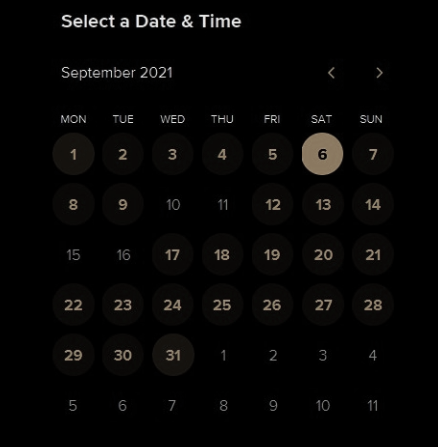 Select a Date & Time
September 2021
MON TUE WED THU FRI SAT SUN
1 2 3 4 5 6 7
8 9 10 11 12 13 14
15 16 17 18 19 20 21
22 23 24 25 26 27 28
29 30 31 1 2 3 4
5 6 7 8 9 10 11